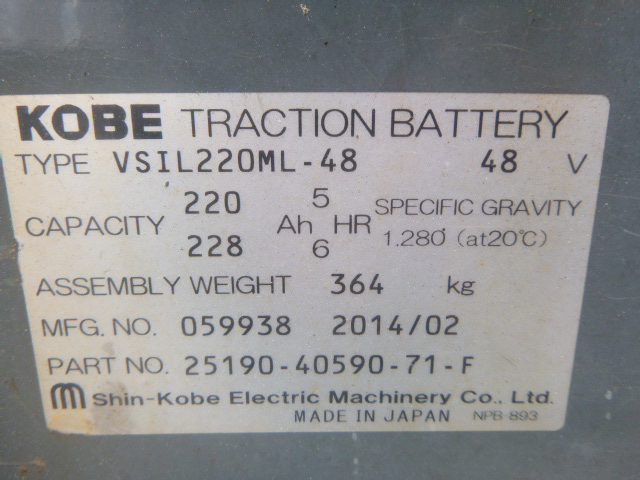 KOBE TRACTION BATTERY
TYPE VSIL220ML-48 48 V
CAPACITY 220 Ah 5 HR SPECIFIC GRAVITY
228 6 1.280 (at20℃)
ASSEMBLY WEIGHT 364 kg
MFG. NO. 059938 2014/02
PART NO. 25190-40590-71-F
m Shin-Kobe Electric Machinery Co., Ltd.
MADE IN JAPAN NPB-893